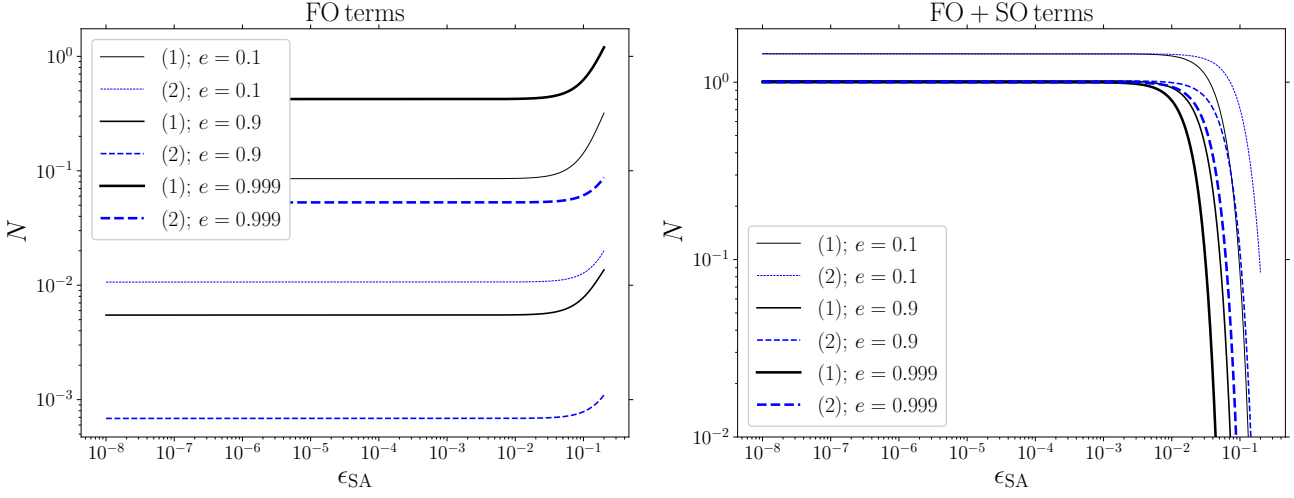 FO terms
10⁰
10⁻¹
10⁻²
10⁻³
N
(1); e = 0.1
(2); e = 0.1
(1); e = 0.9
(2); e = 0.9
(1); e = 0.999
(2); e = 0.999
10⁻⁸ 10⁻⁷ 10⁻⁶ 10⁻⁵ 10⁻⁴ 10⁻³ 10⁻² 10⁻¹
ϵ_SA
FO + SO terms
10⁰
10⁻¹
10⁻²
N
(1); e = 0.1
(2); e = 0.1
(1); e = 0.9
(2); e = 0.9
(1); e = 0.999
(2); e = 0.999
10⁻⁸ 10⁻⁷ 10⁻⁶ 10⁻⁵ 10⁻⁴ 10⁻³ 10⁻² 10⁻¹
ϵ_SA